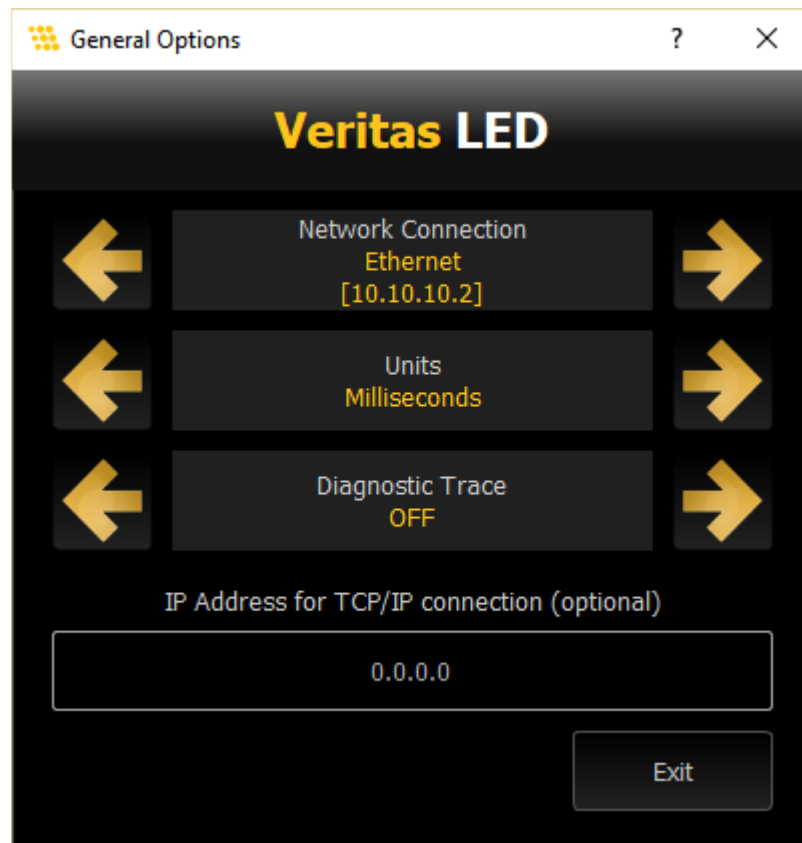 General Options
Veritas LED
Network Connection
Ethernet
[10.10.10.2]
Units
Milliseconds
Diagnostic Trace
OFF
IP Address for TCP/IP connection (optional)
0.0.0.0
Exit